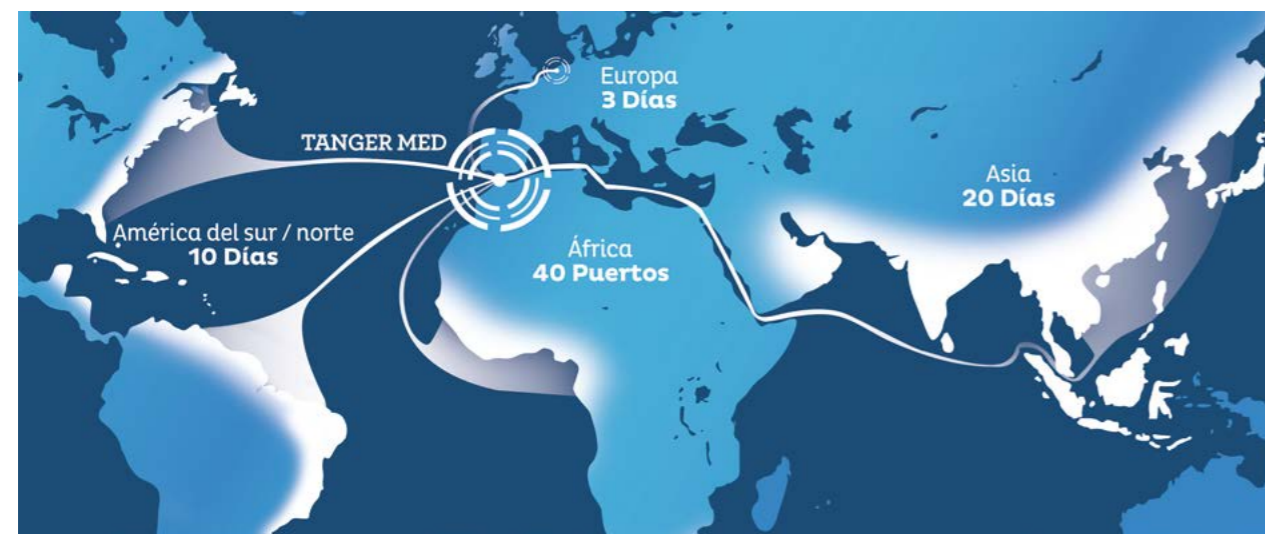 Europa
3 Días
TANGER MED
Asia
20 Días
América del sur / norte
10 Días
África
40 Puertos